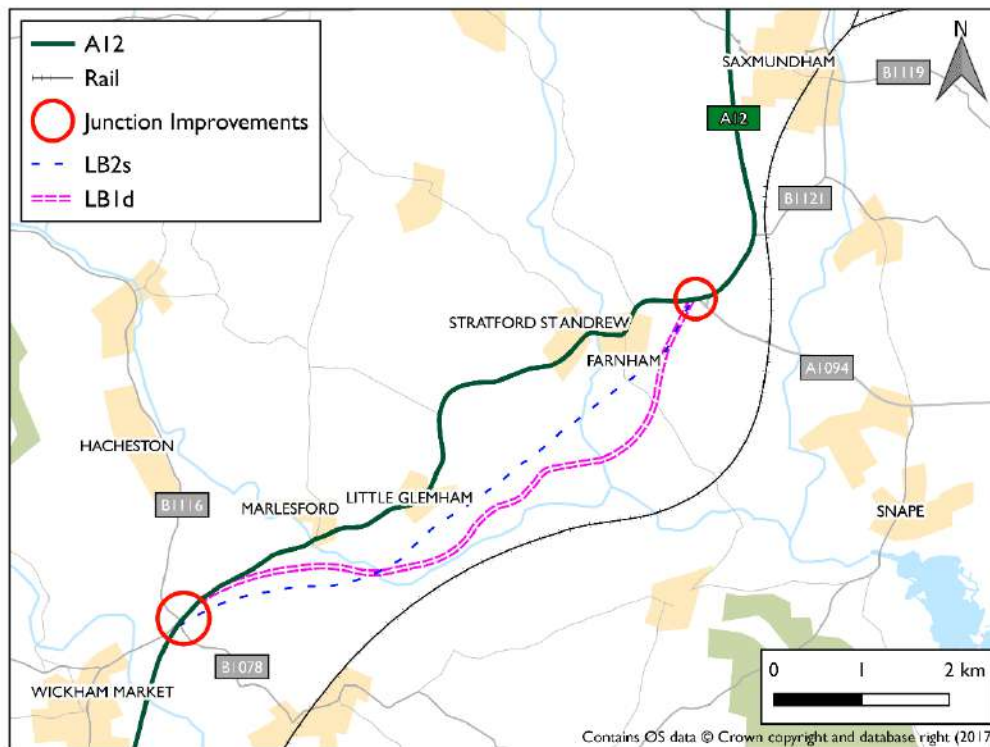 A12
Rail
Junction Improvements
LB2s
LB1d
N
SAXMUNDHAM
B1119
A12
B1121
STRATFORD ST ANDREW
FARNHAM
A1094
HACHESTON
B1116
MARLESFORD
LITTLE GLEMHAM
SNAPE
B1078
WICKHAM MARKET
0 1 2 km
Contains OS data © Crown copyright and database right (2017